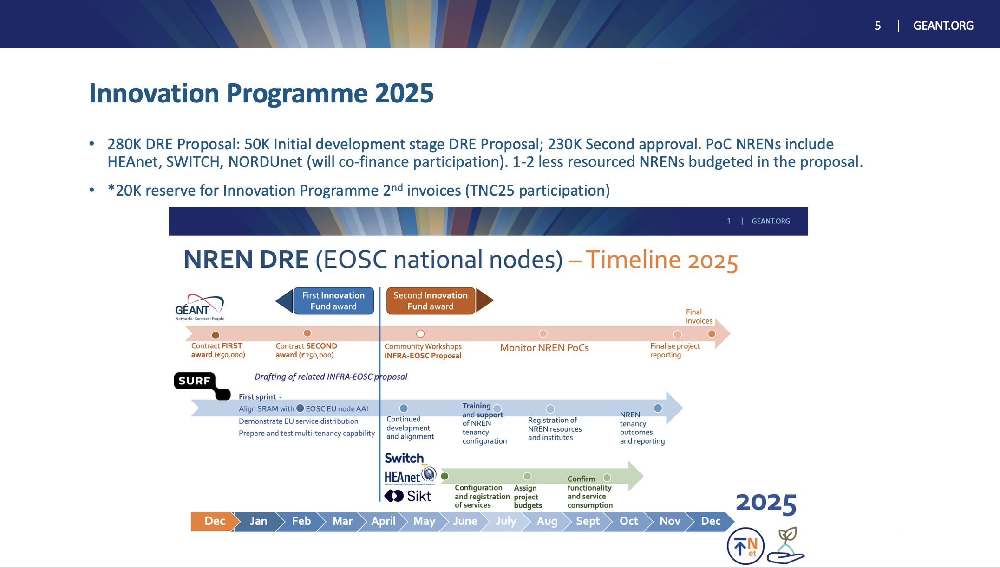 5 | GEANT.ORG
Innovation Programme 2025
• 280K DRE Proposal: 50K Initial development stage DRE Proposal; 230K Second approval. PoC NRENs include
HEAnet, SWITCH, NORDUnet (will co-finance participation). 1-2 less resourced NRENs budgeted in the proposal.
• *20K reserve for Innovation Programme 2nd invoices (TNC25 participation)
1 | GEANT.ORG
NREN DRE (EOSC national nodes) – Timeline 2025
First Innovation
Fund award
Second Innovation
Fund award
GÉANT
Networks • Services • People
Final
invoices
Contract FIRST
award (€50,000)
Contract SECOND
award (€250,000)
Community Workshops
INFRA-EOSC Proposal
Monitor NREN PoCs
Finalise project
reporting
SURF
Drafting of related INFRA-EOSC proposal
First sprint -
Align SRAM with EOSC EU node AAI
Demonstrate EU service distribution
Prepare and test multi-tenancy capability
Continued
development
and alignment
Training
and support
of NREN
tenancy
configuration
Registration of
NREN resources
and institutes
NREN
tenancy
outcomes
and reporting
Switch
HEAnet
Ireland's National Education & Research Network
Sikt
Configuration
and registration
of services
Assign
project
budgets
Confirm
functionality
and service
consumption
2025
Dec Jan Feb Mar April May June July Aug Sept Oct Nov Dec
N
et